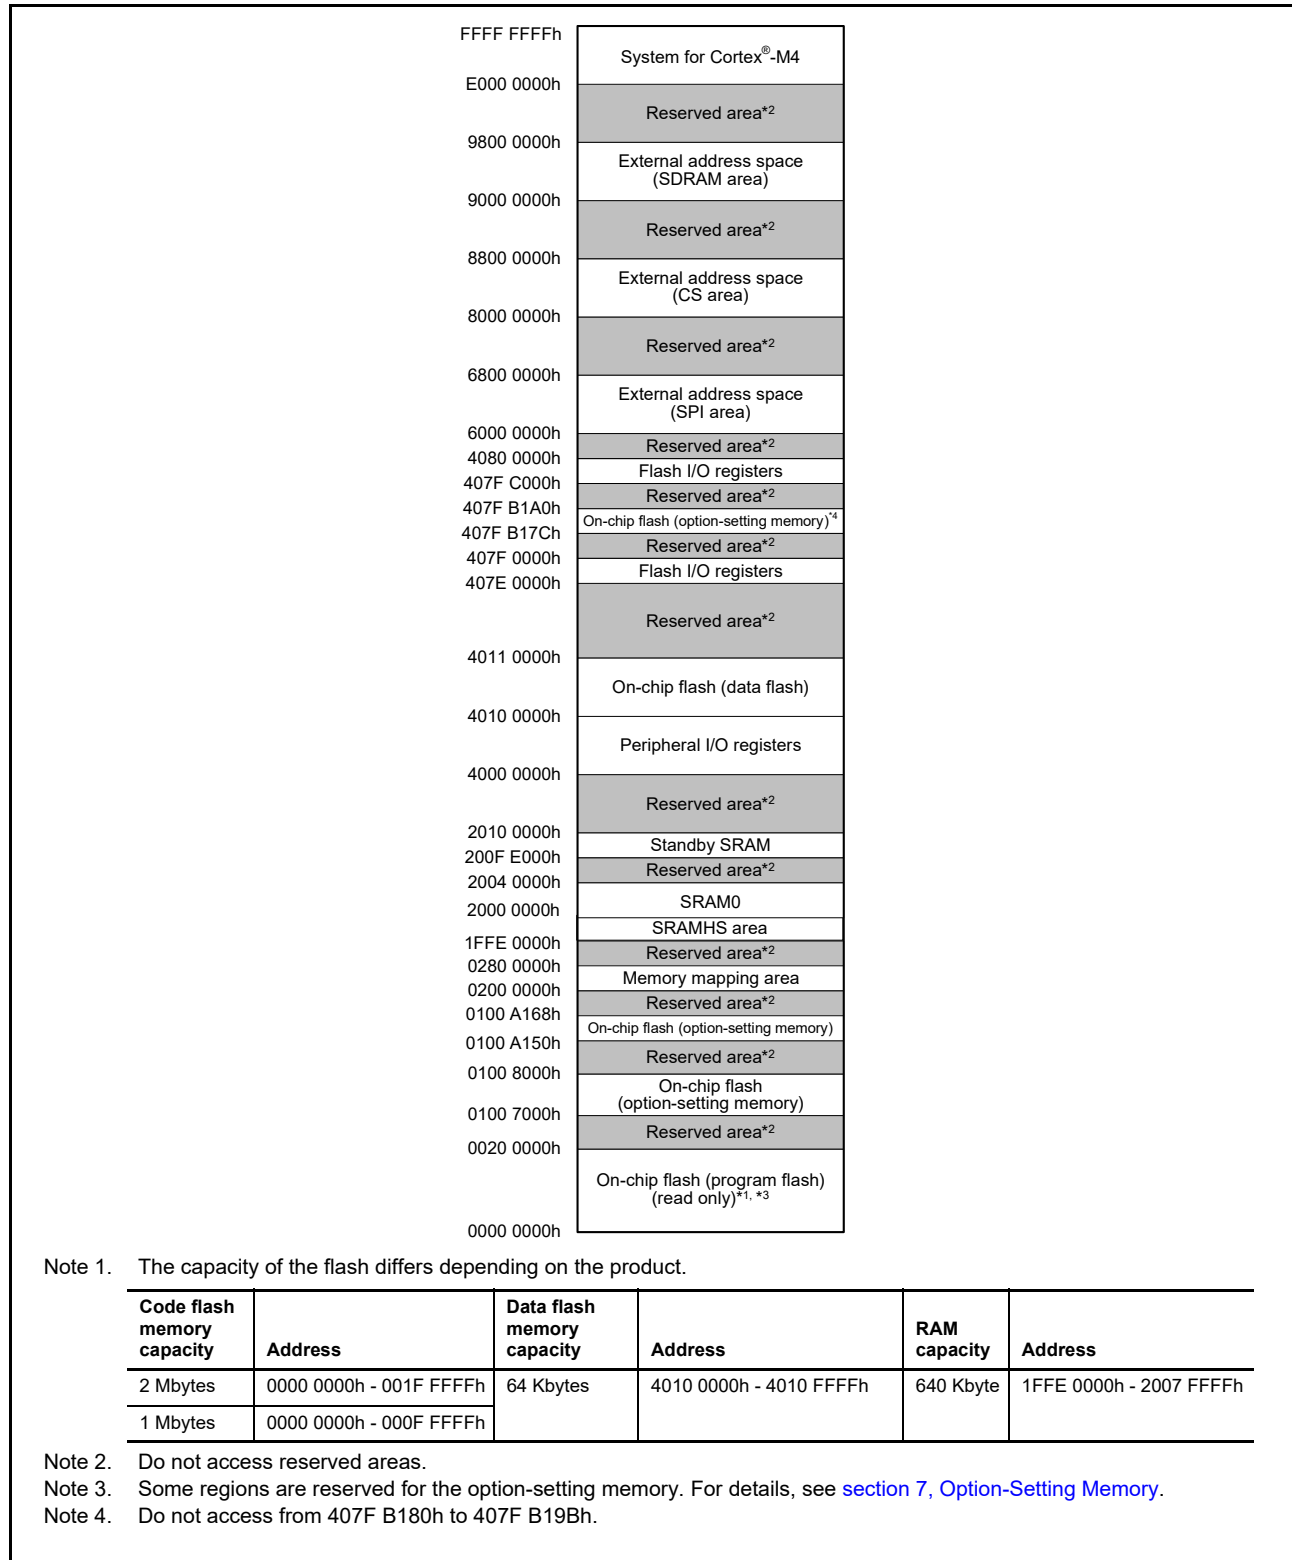 FFFF FFFFh
System for Cortex®-M4
E000 0000h
Reserved area*2
9800 0000h
External address space
(SDRAM area)
9000 0000h
Reserved area*2
8800 0000h
External address space
(CS area)
8000 0000h
Reserved area*2
6800 0000h
External address space
(SPI area)
6000 0000h
Reserved area*2
4080 0000h
Flash I/O registers
407F C000h
Reserved area*2
407F B1A0h
On-chip flash (option-setting memory)*4
407F B17Ch
Reserved area*2
407F 0000h
Flash I/O registers
407E 0000h
Reserved area*2
4011 0000h
On-chip flash (data flash)
4010 0000h
Peripheral I/O registers
4000 0000h
Reserved area*2
2010 0000h
Standby SRAM
200F E000h
Reserved area*2
2004 0000h
SRAM0
2000 0000h
SRAMHS area
1FFE 0000h
Reserved area*2
0280 0000h
Memory mapping area
0200 0000h
Reserved area*2
0100 A168h
On-chip flash (option-setting memory)
0100 A150h
Reserved area*2
0100 8000h
On-chip flash
(option-setting memory)
0100 7000h
Reserved area*2
0020 0000h
On-chip flash (program flash)
(read only)*1, *3
0000 0000h
Note 1. The capacity of the flash differs depending on the product.
Code flash memory capacity Address Data flash memory capacity Address RAM capacity Address
2 Mbytes 0000 0000h - 001F FFFFh 64 Kbytes 4010 0000h - 4010 FFFFh 640 Kbyte 1FFE 0000h - 2007 FFFFh
1 Mbytes 0000 0000h - 000F FFFFh
Note 2. Do not access reserved areas.
Note 3. Some regions are reserved for the option-setting memory. For details, see section 7, Option-Setting Memory.
Note 4. Do not access from 407F B180h to 407F B19Bh.